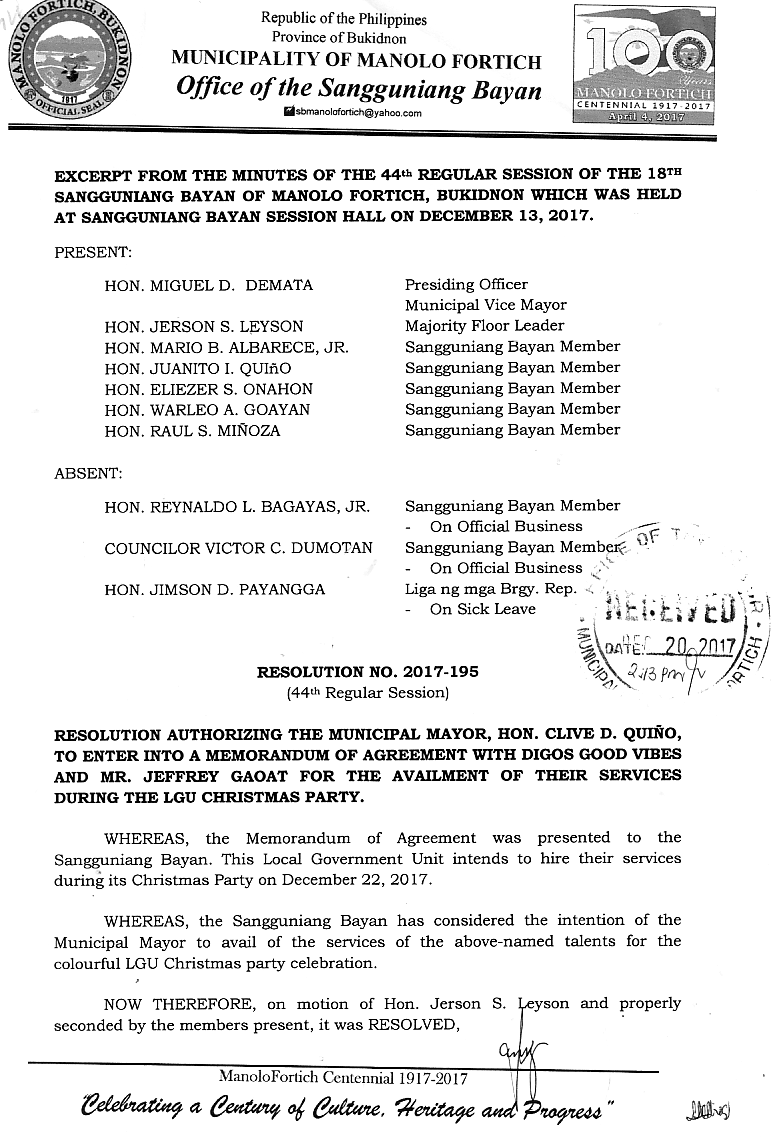 Republic of the Philippines
Province of Bukidnon
MUNICIPALITY OF MANOLO FORTICH
Office of the Sangguniang Bayan
sbmanolofortich@yahoo.com
MANOLO FORTICH, BUKIDNON
1917
OFFICIAL SEAL
100
Years
MANOLO FORTICH
CENTENNIAL 1917-2017
April 4, 2017
EXCERPT FROM THE MINUTES OF THE 44th REGULAR SESSION OF THE 18TH
SANGGUNIANG BAYAN OF MANOLO FORTICH, BUKIDNON WHICH WAS HELD
AT SANGGUNIANG BAYAN SESSION HALL ON DECEMBER 13, 2017.
PRESENT:
HON. MIGUEL D. DEMATA Presiding Officer
Municipal Vice Mayor
HON. JERSON S. LEYSON Majority Floor Leader
HON. MARIO B. ALBARECE, JR. Sangguniang Bayan Member
HON. JUANITO I. QUIñO Sangguniang Bayan Member
HON. ELIEZER S. ONAHON Sangguniang Bayan Member
HON. WARLEO A. GOAYAN Sangguniang Bayan Member
HON. RAUL S. MIÑOZA Sangguniang Bayan Member
ABSENT:
HON. REYNALDO L. BAGAYAS, JR. Sangguniang Bayan Member
- On Official Business
COUNCILOR VICTOR C. DUMOTAN Sangguniang Bayan Member
- On Official Business
HON. JIMSON D. PAYANGGA Liga ng mga Brgy. Rep.
- On Sick Leave
RECEIVED
DATE: DEC 20 2017
2:13 PM
RESOLUTION NO. 2017-195
(44th Regular Session)
RESOLUTION AUTHORIZING THE MUNICIPAL MAYOR, HON. CLIVE D. QUIÑO,
TO ENTER INTO A MEMORANDUM OF AGREEMENT WITH DIGOS GOOD VIBES
AND MR. JEFFREY GAOAT FOR THE AVAILMENT OF THEIR SERVICES
DURING THE LGU CHRISTMAS PARTY.
WHEREAS, the Memorandum of Agreement was presented to the
Sangguniang Bayan. This Local Government Unit intends to hire their services
during its Christmas Party on December 22, 2017.
WHEREAS, the Sangguniang Bayan has considered the intention of the
Municipal Mayor to avail of the services of the above-named talents for the
colourful LGU Christmas party celebration.
NOW THEREFORE, on motion of Hon. Jerson S. Leyson and properly
seconded by the members present, it was RESOLVED,
ManoloFortich Centennial 1917-2017
"Celebrating a Century of Culture, Heritage and Progress"